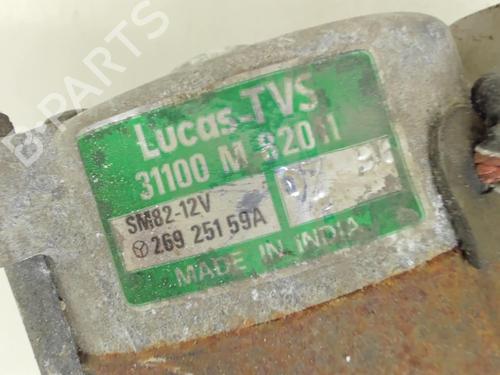 B-Parts
Lucas-TVS
31100 M 82011
SM82-12V
269 251 59A
MADE IN INDIA